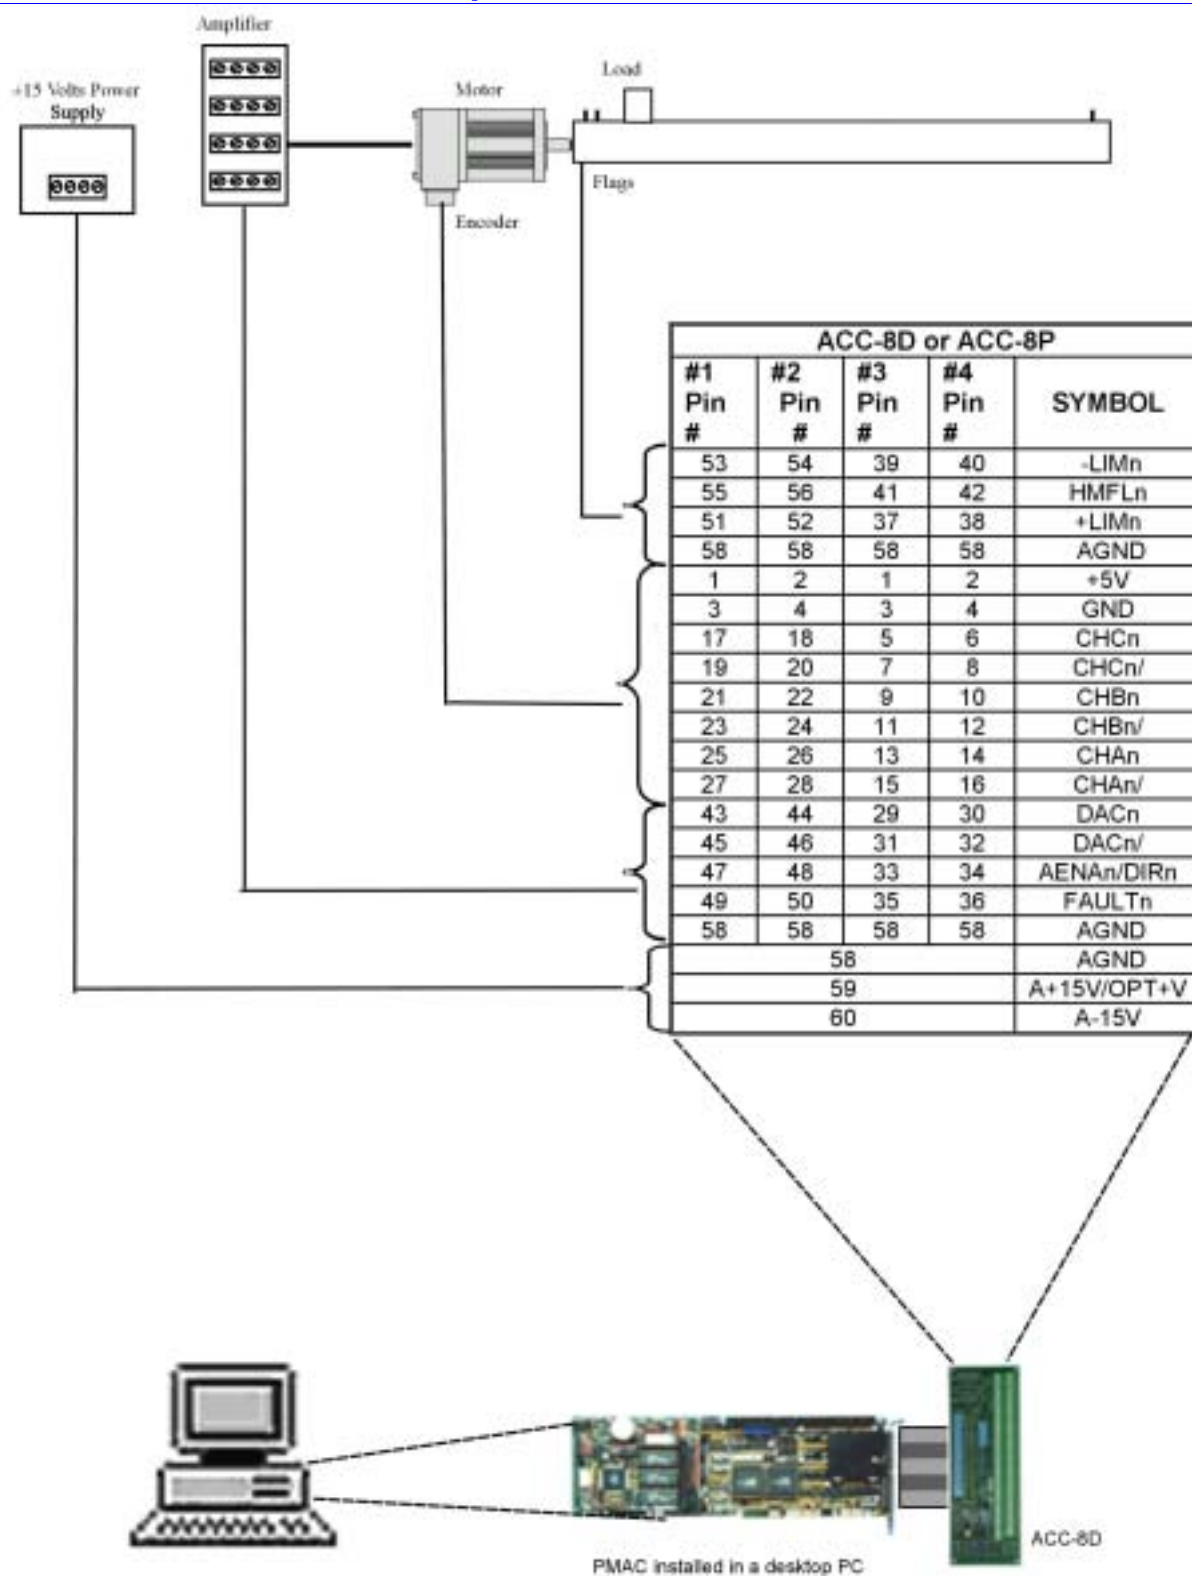 Amplifier
+15 Volts Power
Supply
Motor
Load
Flags
Encoder
ACC-8D or ACC-8P
#1 Pin # #2 Pin # #3 Pin # #4 Pin # SYMBOL
53 54 39 40 -LIMn
55 56 41 42 HMFLn
51 52 37 38 +LIMn
58 58 58 58 AGND
1 2 1 2 +5V
3 4 3 4 GND
17 18 5 6 CHCn
19 20 7 8 CHCn/
21 22 9 10 CHBn
23 24 11 12 CHBn/
25 26 13 14 CHAn
27 28 15 16 CHAn/
43 44 29 30 DACn
45 46 31 32 DACn/
47 48 33 34 AENAn/DIRn
49 50 35 36 FAULTn
58 58 58 58 AGND
58 AGND
59 A+15V/OPT+V
60 A-15V
ACC-8D
PMAC installed in a desktop PC